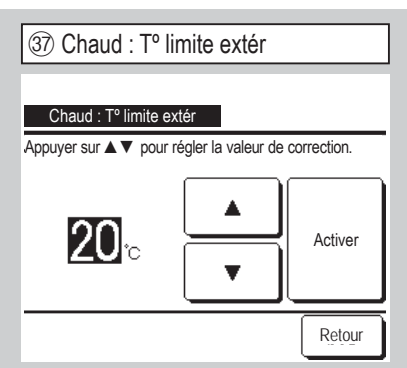 ㊲ Chaud : Tº limite extér
Chaud : Tº limite extér
Appuyer sur ▲▼ pour régler la valeur de correction.
▲
20°C
Activer
▼
Retour